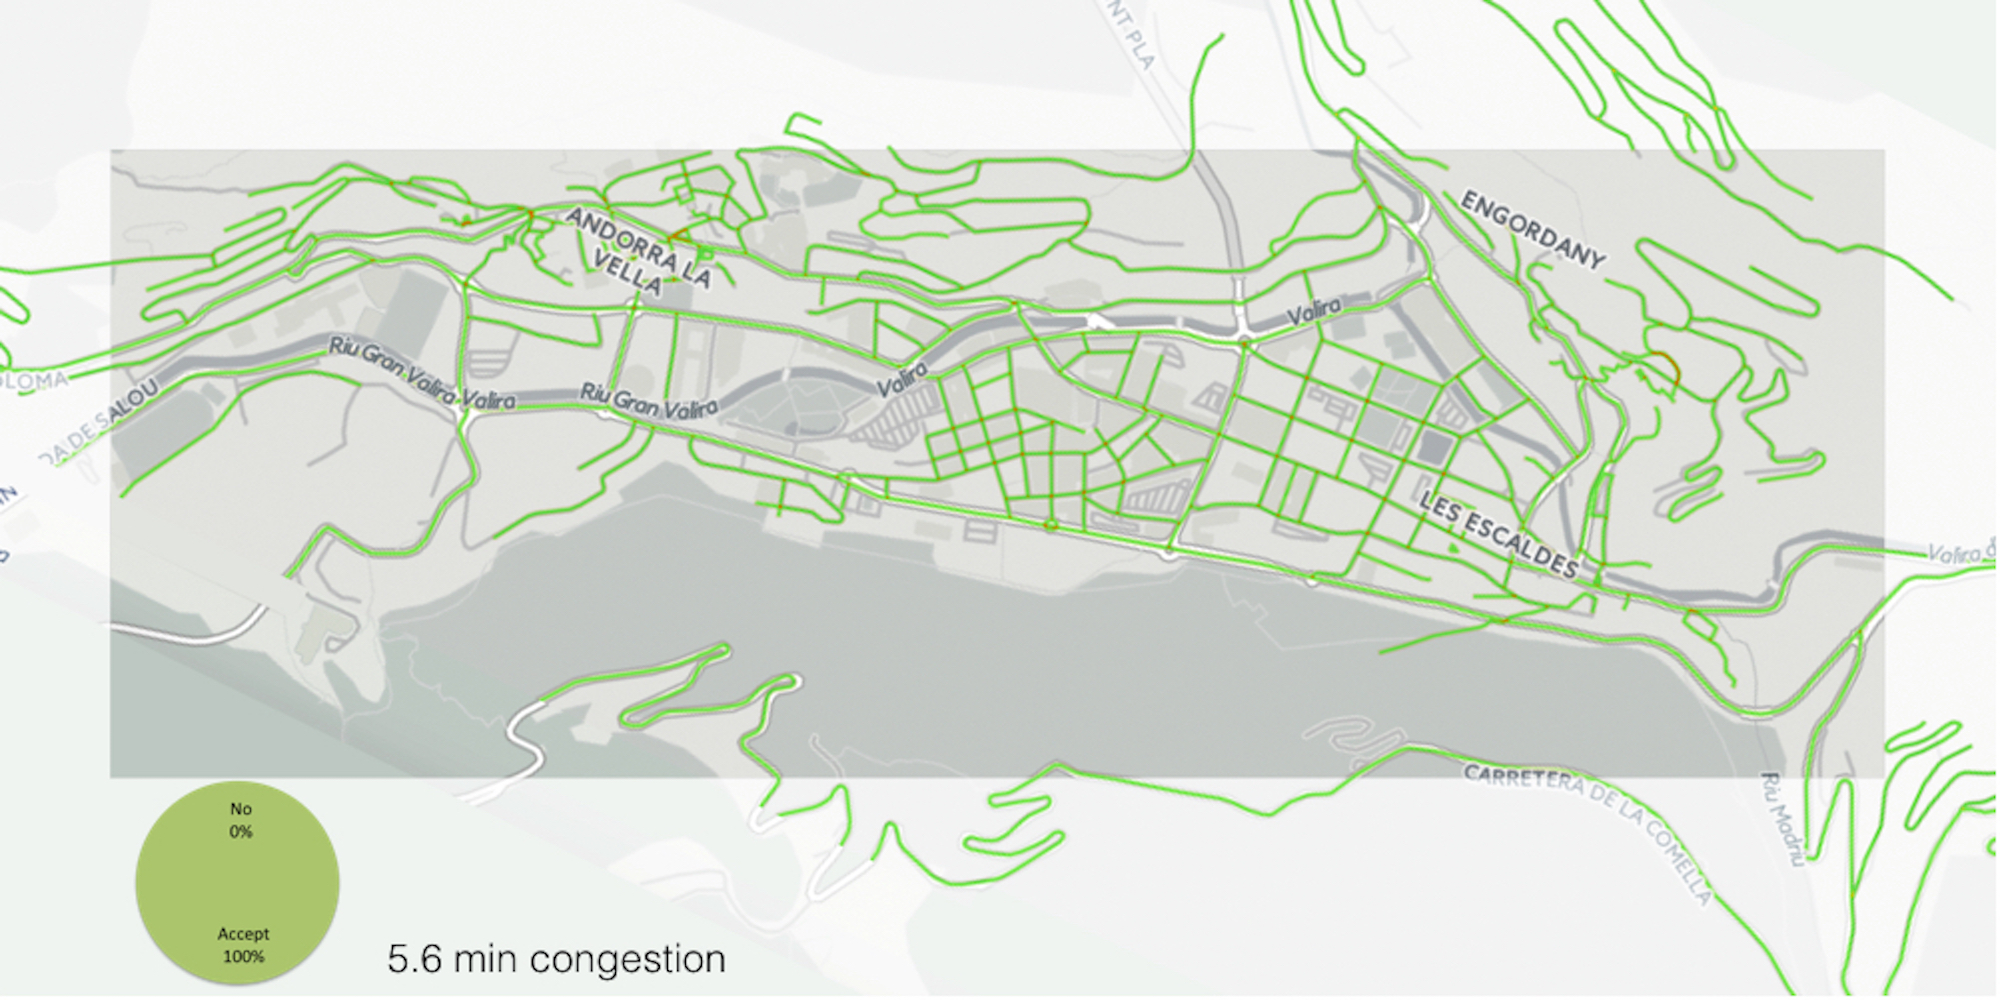 NT PLA
ENGORDANY
ANDORRA LA
VELLA
Valira
Riu Gran Valira
Valira
Riu Gran Valira
Valira
OLOMA
DA DE SALOU
LES ESCALDES
Valira
CARRETERA DE LA COMELLA
Riu Madriu
No
0%
Accept
100%
5.6 min congestion